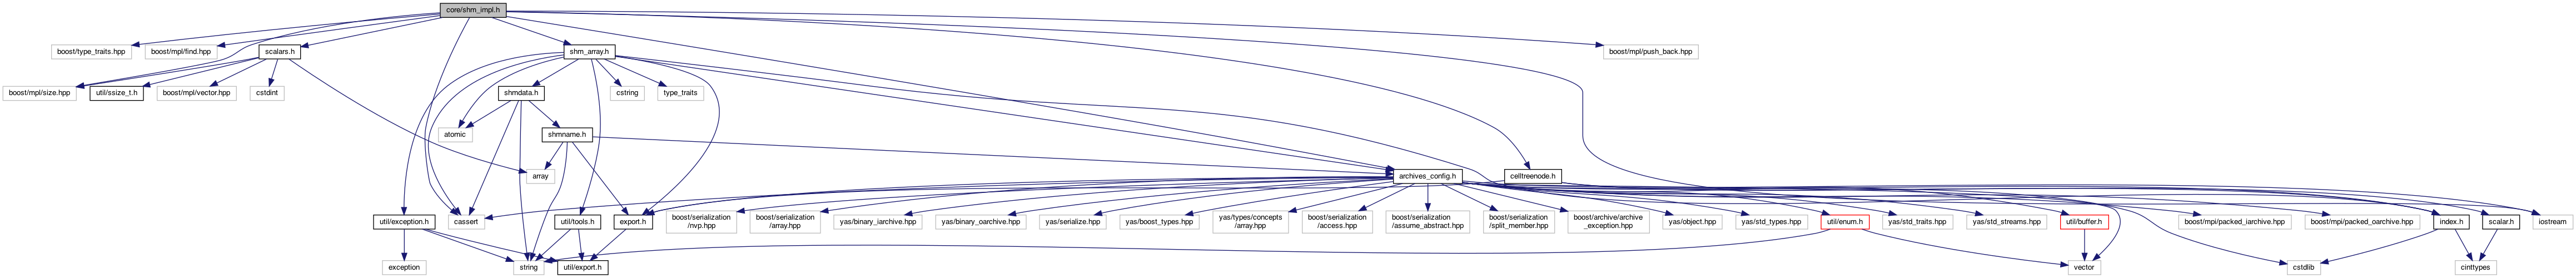 core/shm_impl.h
boost/type_traits.hpp
boost/mpl/find.hpp
scalars.h
shm_array.h
boost/mpl/push_back.hpp
boost/mpl/size.hpp
util/ssize_t.h
boost/mpl/vector.hpp
cstdint
shmdata.h
cstring
type_traits
atomic
shmname.h
array
archives_config.h
celltreenode.h
util/exception.h
cassert
util/tools.h
export.h
boost/serialization
/nvp.hpp
boost/serialization
/array.hpp
yas/binary_iarchive.hpp
yas/binary_oarchive.hpp
yas/serialize.hpp
yas/boost_types.hpp
yas/types/concepts
/array.hpp
boost/serialization
/access.hpp
boost/serialization
/assume_abstract.hpp
boost/serialization
/split_member.hpp
boost/archive/archive
_exception.hpp
yas/object.hpp
yas/std_types.hpp
util/enum.h
yas/std_traits.hpp
yas/std_streams.hpp
util/buffer.h
boost/mpi/packed_iarchive.hpp
boost/mpi/packed_oarchive.hpp
index.h
scalar.h
iostream
exception
string
util/export.h
vector
cstdlib
cinttypes